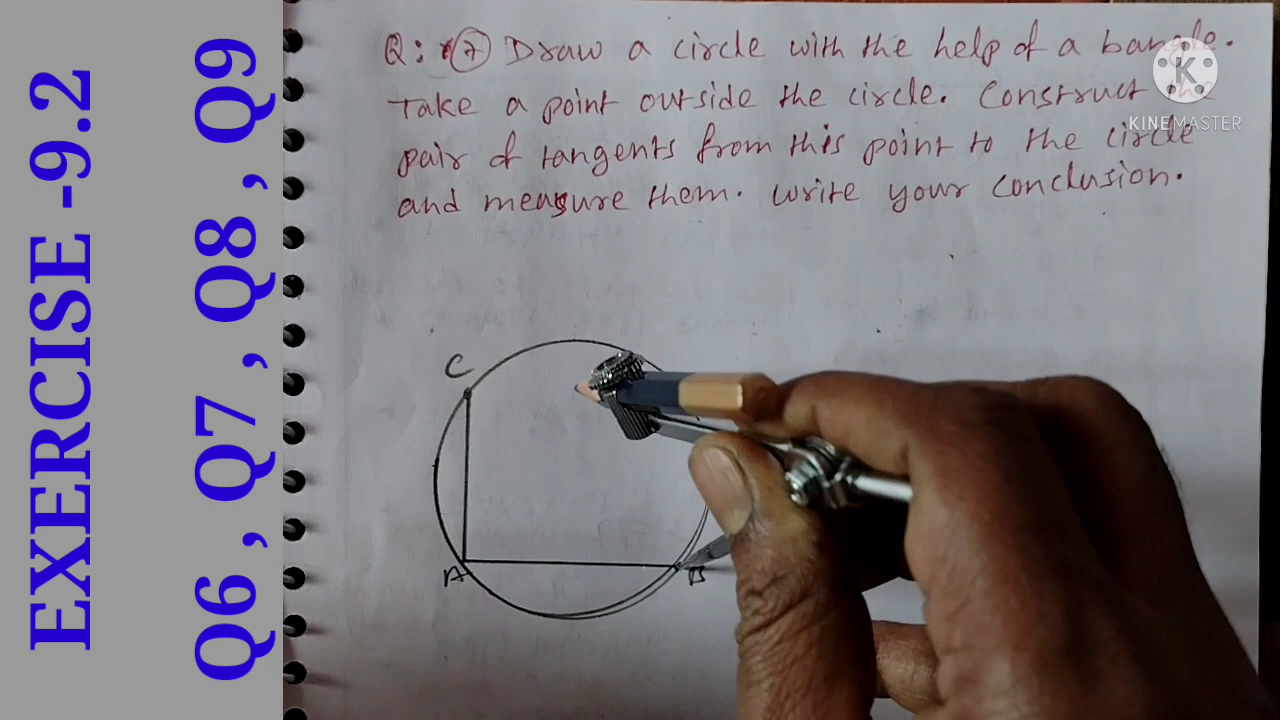 EXERCISE -9.2
Q6 , Q7 , Q8 , Q9
Q: (7) Draw a circle with the help of a bangle.
Take a point outside the circle. Construct the
pair of tangents from this point to the circle
and measure them. write your conclusion.
K
KINEMASTER
C
A
B